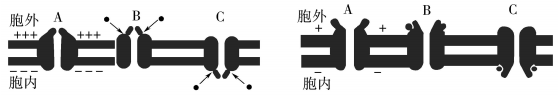 胞外 A B C
+++ +++
--- ---
胞内
胞外 A B C
+ +
- -
胞内